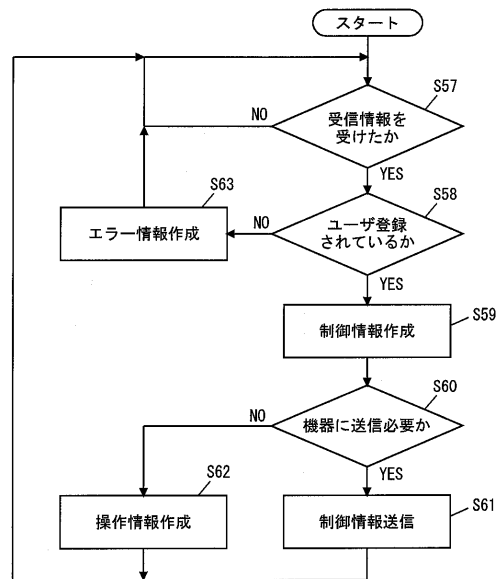 スタート
S57
受信情報を
受けたか
NO
YES
S58
ユーザ登録
されているか
NO
YES
S63
エラー情報作成
S59
制御情報作成
S60
機器に送信必要か
NO
YES
S62
操作情報作成
S61
制御情報送信